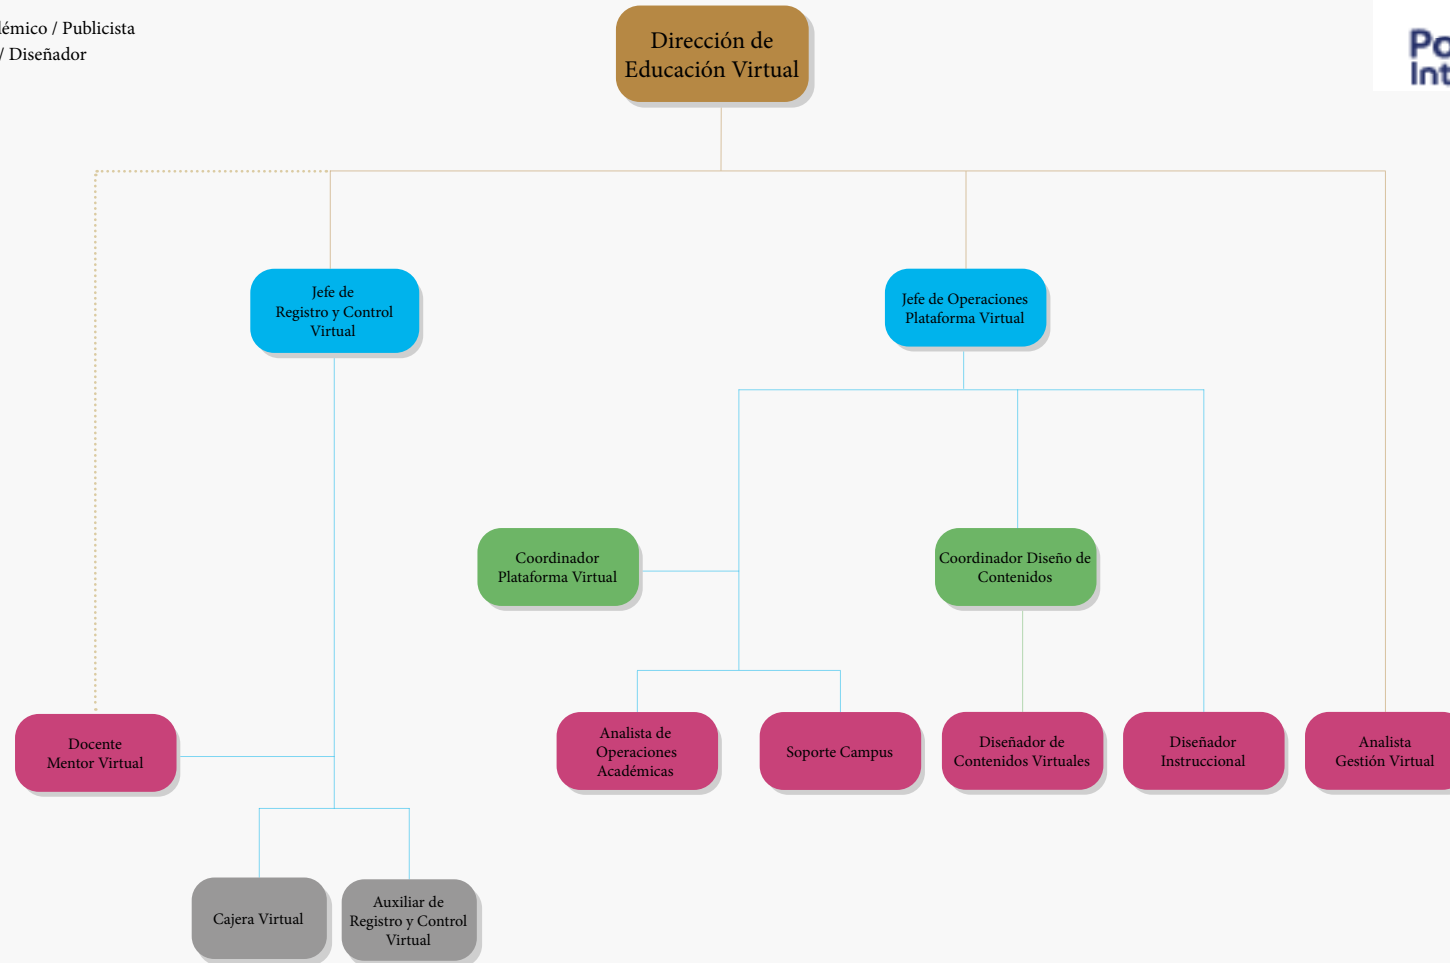 / Publicista
/ Diseñador
Dirección de
Educación Virtual
Jefe de
Registro y Control
Virtual
Jefe de Operaciones
Plataforma Virtual
Coordinador
Plataforma Virtual
Coordinador Diseño de
Contenidos
Docente
Mentor Virtual
Analista de
Operaciones
Académicas
Soporte Campus
Diseñador de
Contenidos Virtuales
Diseñador
Instruccional
Analista
Gestión Virtual
Cajera Virtual
Auxiliar de
Registro y Control
Virtual